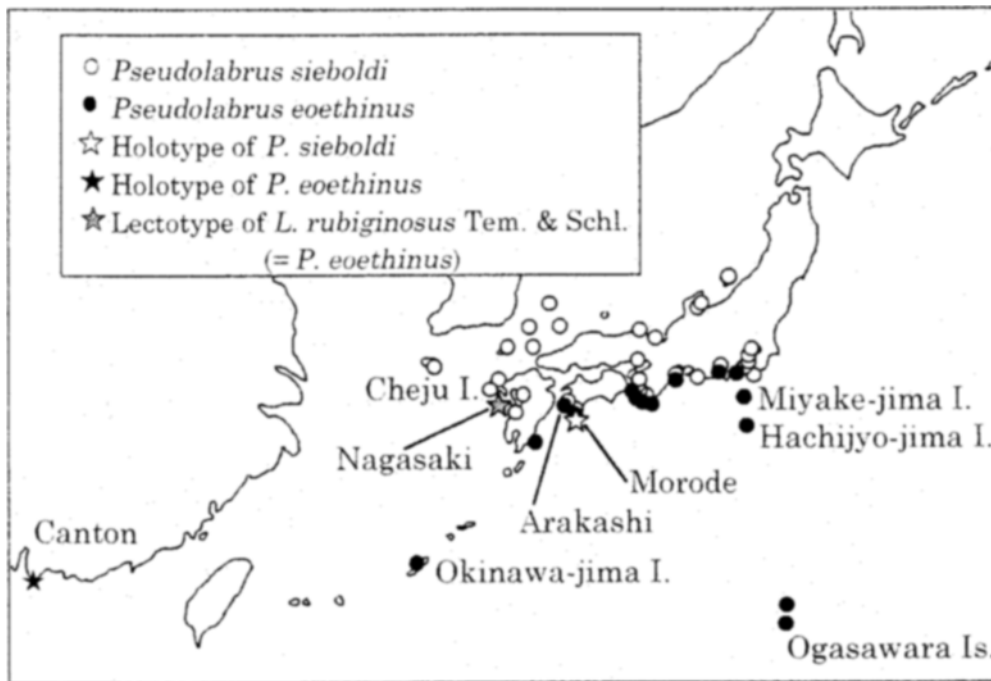 Pseudolabrus sieboldi
Pseudolabrus eoethinus
Holotype of P. sieboldi
Holotype of P. eoethinus
Lectotype of L. rubiginosus Tem. & Schl.
(= P. eoethinus)
Cheju I.
Miyake-jima I.
Hachijyo-jima I.
Nagasaki
Morode
Arakashi
Canton
Okinawa-jima I.
Ogasawara Is.